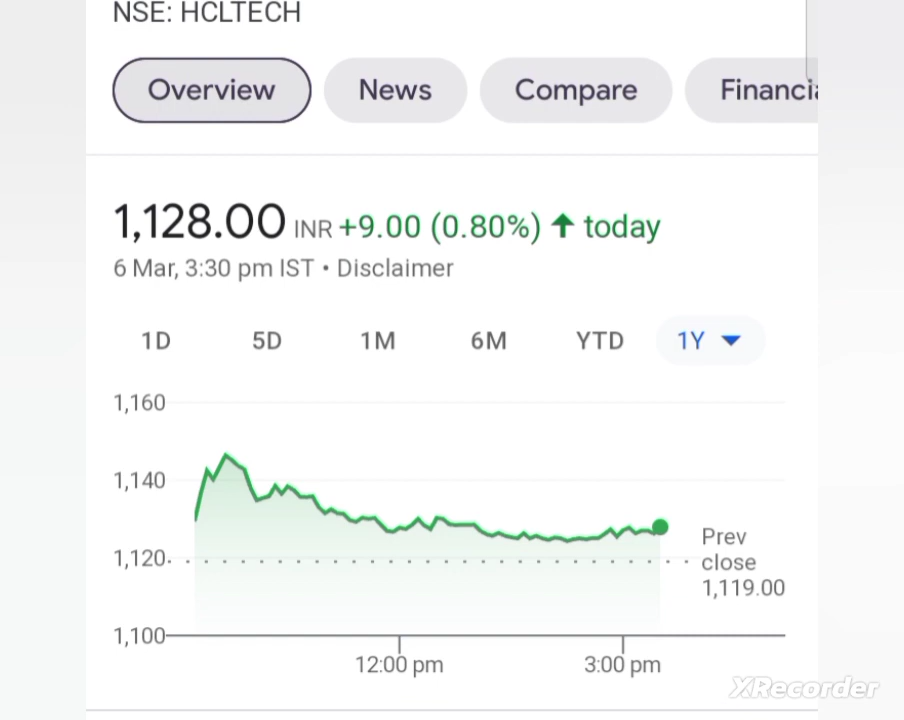 NSE: HCLTECH
Overview News Compare
1,128.00 INR +9.00 (0.80%) ↑ today
6 Mar, 3:30 pm IST • Disclaimer
1D 5D 1M 6M YTD 1Y
1,160
1,140
1,120
1,100
Prev
close
1,119.00
12:00 pm 3:00 pm
XRecorder